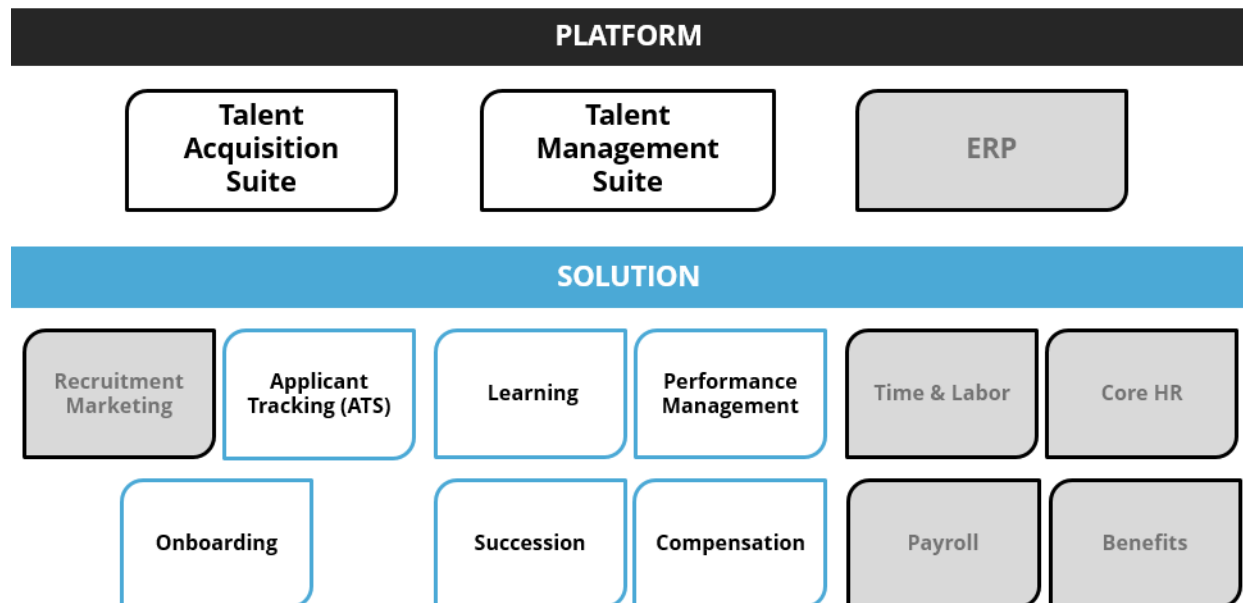 PLATFORM
Talent
Acquisition
Suite
Talent
Management
Suite
ERP
SOLUTION
Recruitment
Marketing
Applicant
Tracking (ATS)
Learning
Performance
Management
Time & Labor
Core HR
Onboarding
Succession
Compensation
Payroll
Benefits